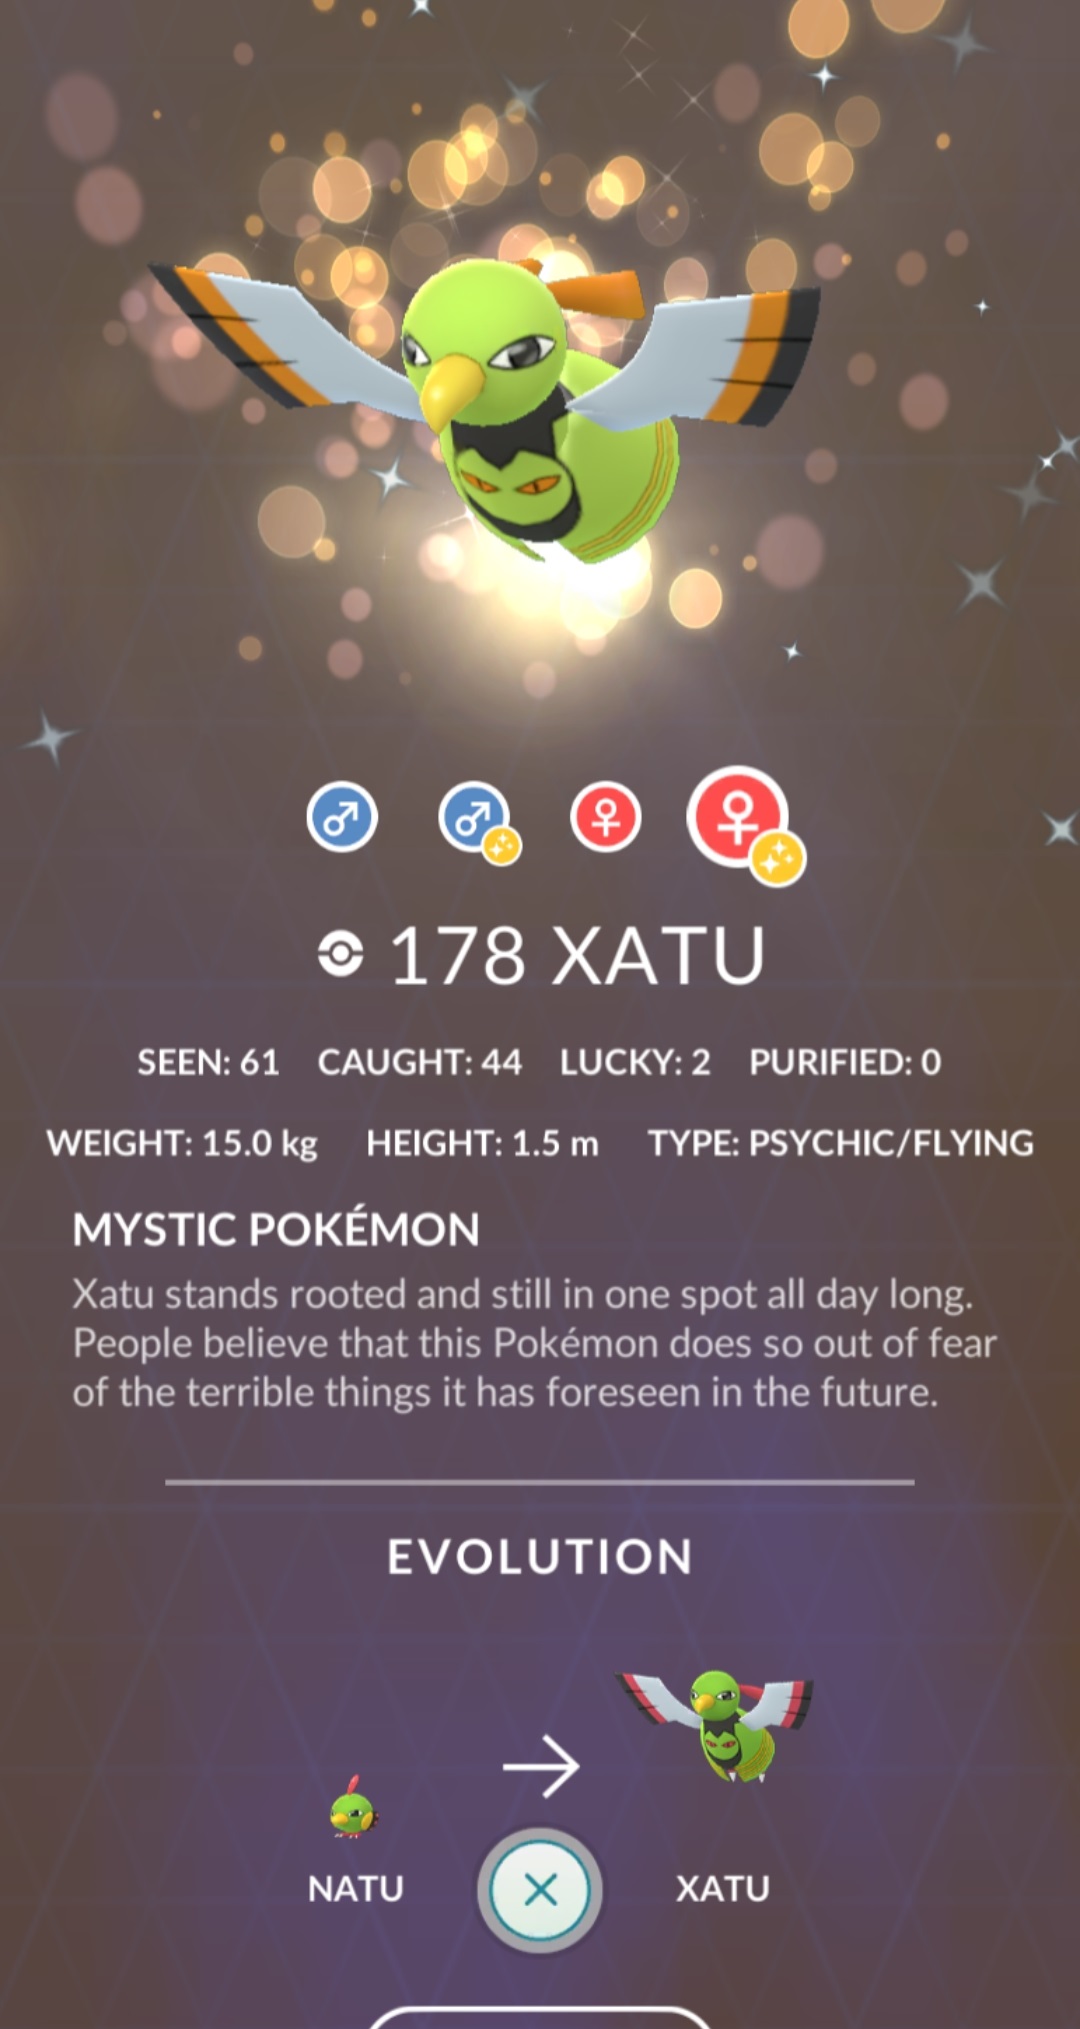 178 XATU
SEEN: 61 CAUGHT: 44 LUCKY: 2 PURIFIED: 0
WEIGHT: 15.0 kg HEIGHT: 1.5 m TYPE: PSYCHIC/FLYING
MYSTIC POKÉMON
Xatu stands rooted and still in one spot all day long.
People believe that this Pokémon does so out of fear
of the terrible things it has foreseen in the future.
EVOLUTION
NATU XATU